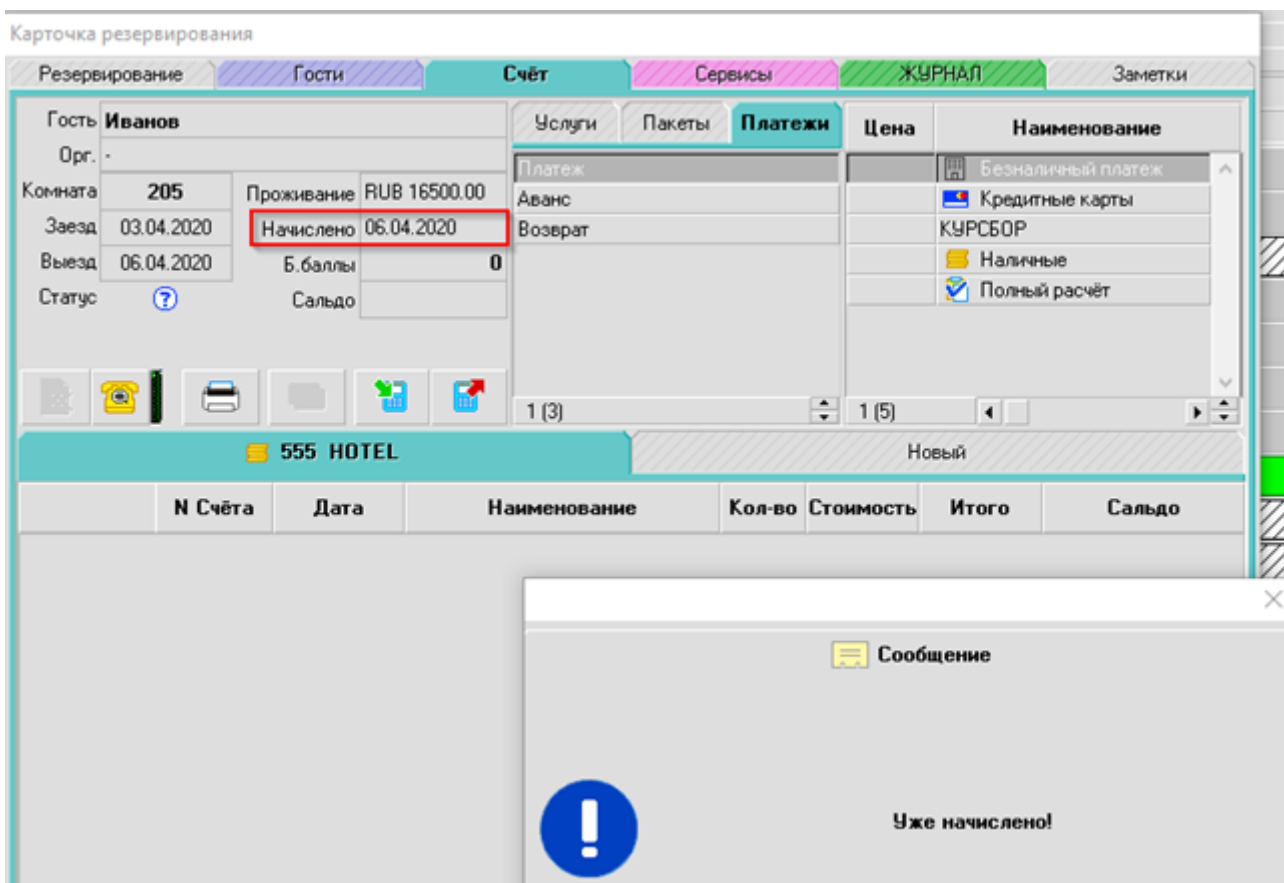 Карточка резервирования
Резервирование Гости Счёт Сервисы ЖУРНАЛ Заметки
Гость Иванов
Орг. -
Комната 205 Проживание RUB 16500.00
Заезд 03.04.2020 Начислено 06.04.2020
Выезд 06.04.2020 Б.баллы 0
Статус ? Сальдо
Услуги Пакеты Платежи
Платеж
Аванс
Возврат
1 (3)
Цена Наименование
Безналичный платеж
Кредитные карты
КУРСБОР
Наличные
Полный расчёт
1 (5)
555 HOTEL Новый
N Счёта Дата Наименование Кол-во Стоимость Итого Сальдо
Сообщение
Уже начислено!